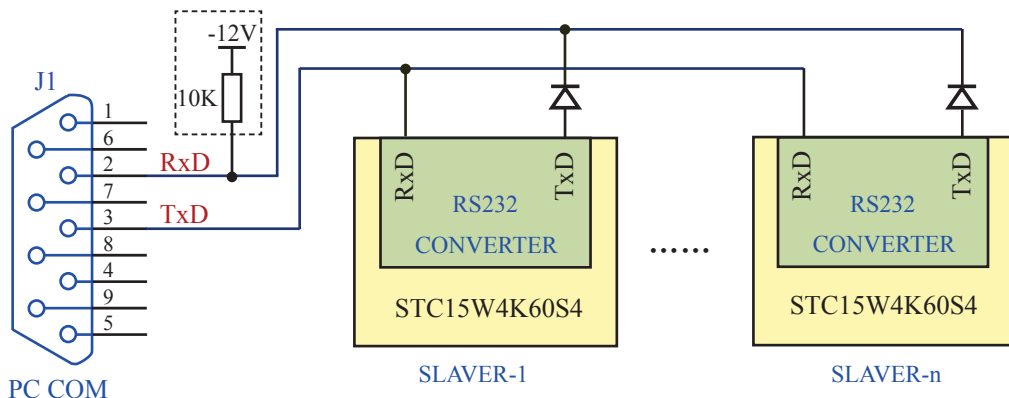 -12V
10K
J1
1
6
2
7
3
8
4
9
5
RxD
TxD
PC COM
RxD
TxD
RS232
CONVERTER
STC15W4K60S4
SLAVER-1
......
RxD
TxD
RS232
CONVERTER
STC15W4K60S4
SLAVER-n